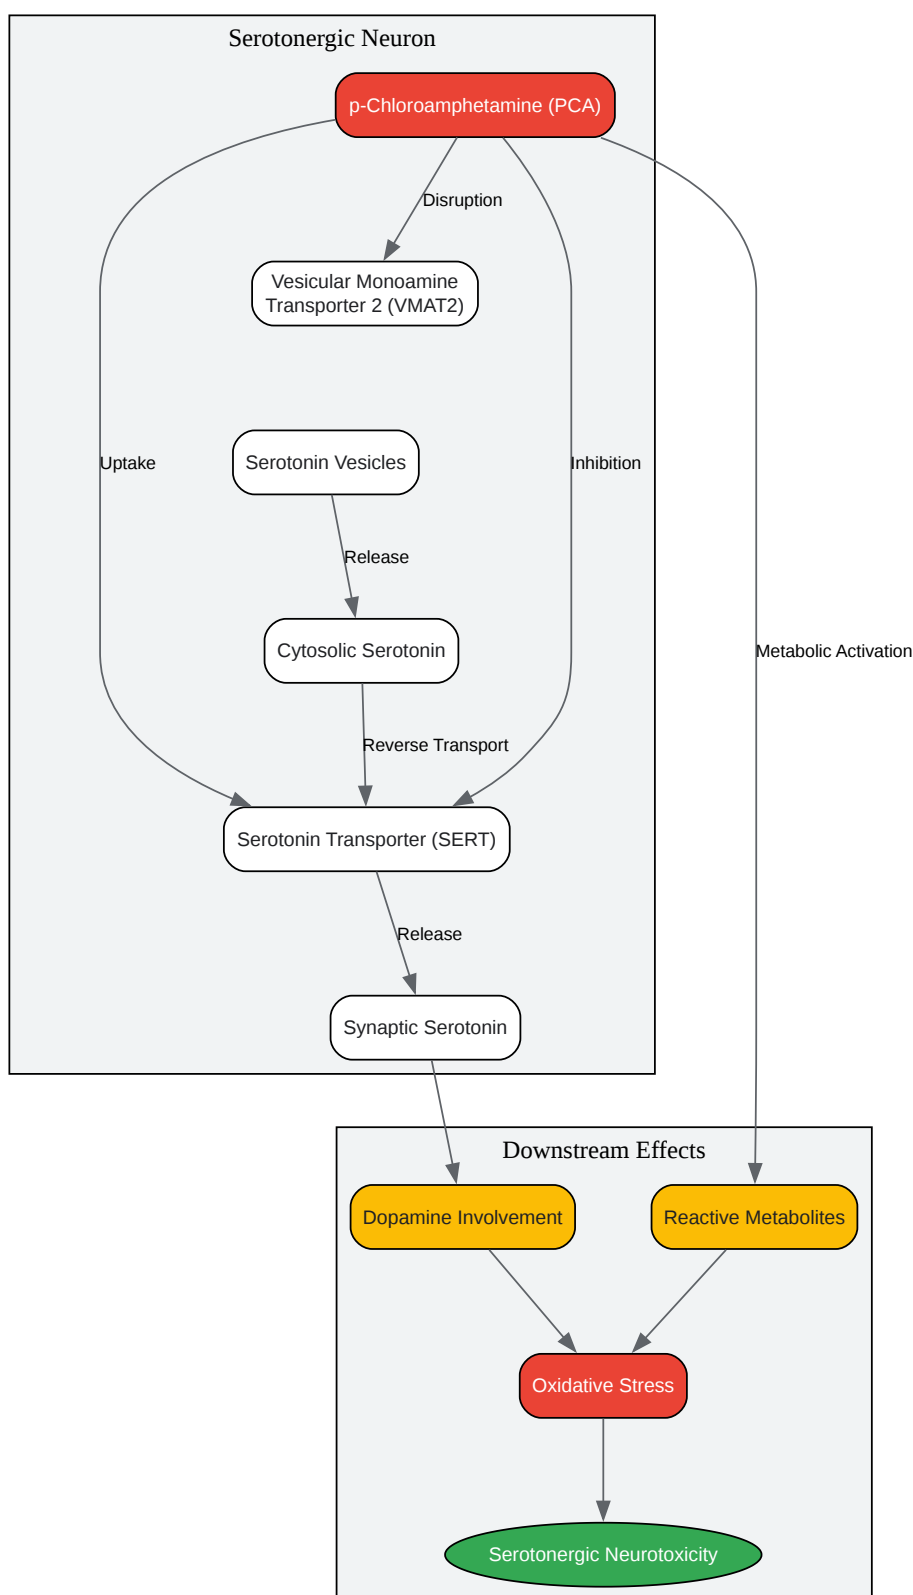 Serotonergic Neuron
p-Chloroamphetamine (PCA)
Disruption
Vesicular Monoamine
Transporter 2 (VMAT2)
Serotonin Vesicles
Uptake
Inhibition
Release
Cytosolic Serotonin
Metabolic Activation
Reverse Transport
Serotonin Transporter (SERT)
Release
Synaptic Serotonin
Downstream Effects
Dopamine Involvement
Reactive Metabolites
Oxidative Stress
Serotonergic Neurotoxicity